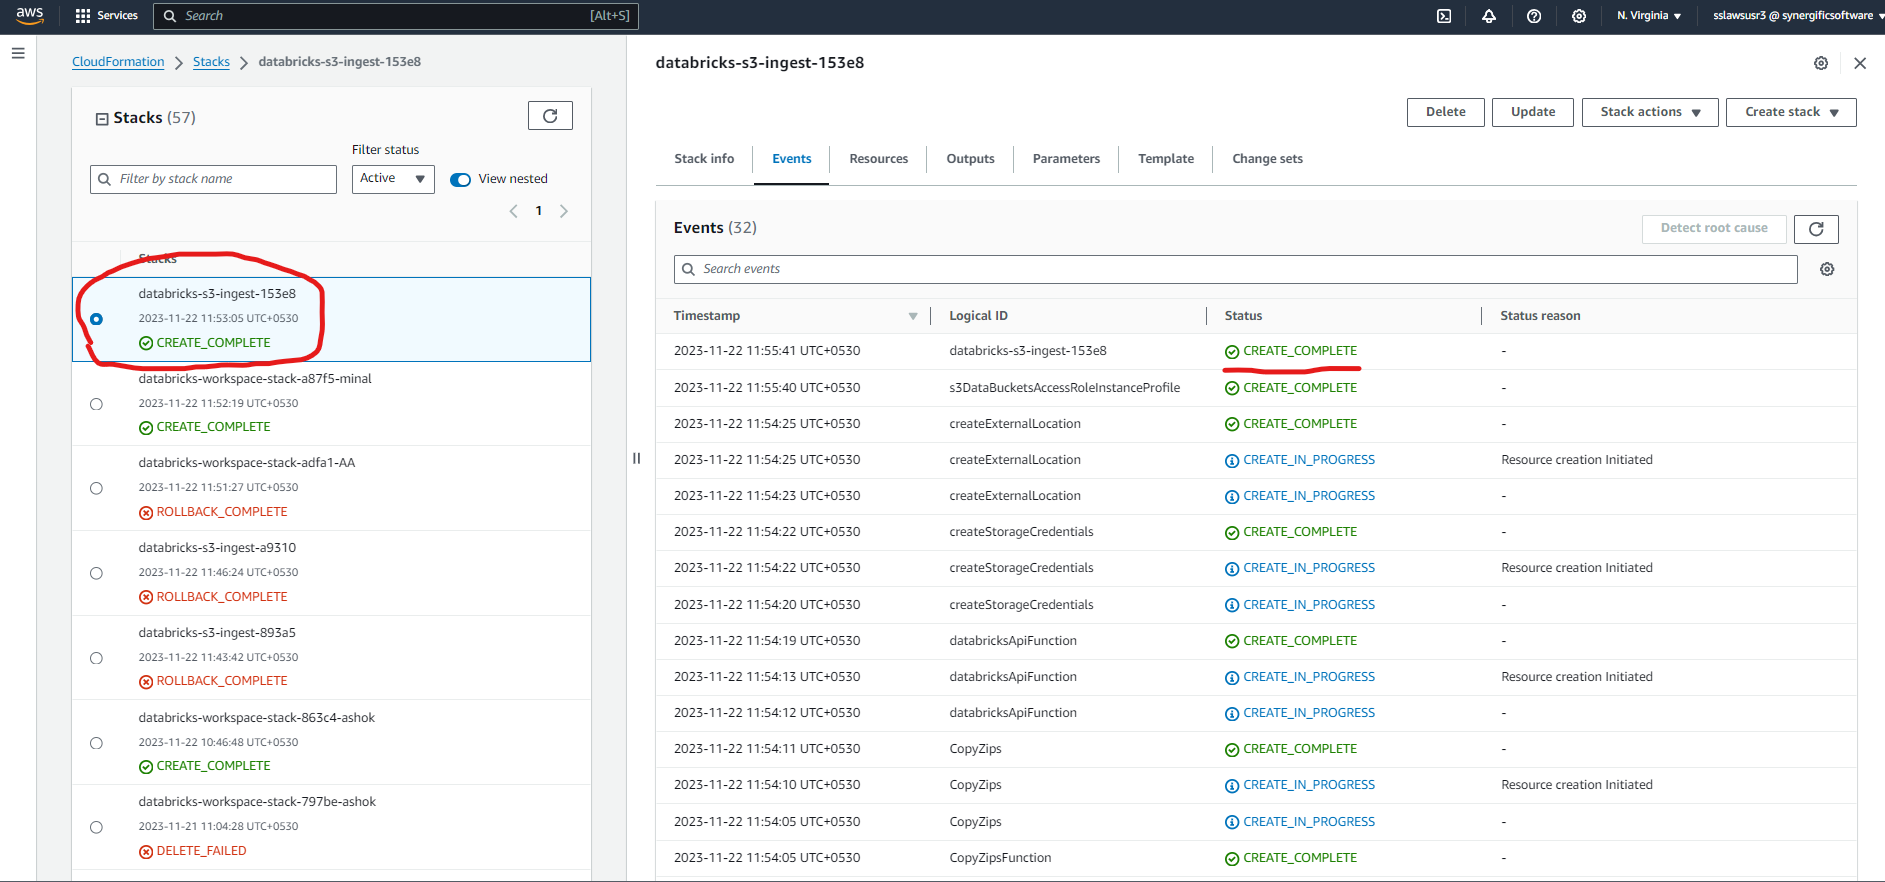 aws Services Search [Alt+S] N. Virginia sslawsusr3 @ synergificsoftware
CloudFormation Stacks databricks-s3-ingest-153e8
Stacks (57)
Filter status
Filter by stack name Active View nested
1
Stacks
databricks-s3-ingest-153e8
2023-11-22 11:53:05 UTC+0530
CREATE_COMPLETE
databricks-workspace-stack-a87f5-minal
2023-11-22 11:52:19 UTC+0530
CREATE_COMPLETE
databricks-workspace-stack-adfa1-AA
2023-11-22 11:51:27 UTC+0530
ROLLBACK_COMPLETE
databricks-s3-ingest-a9310
2023-11-22 11:46:24 UTC+0530
ROLLBACK_COMPLETE
databricks-s3-ingest-893a5
2023-11-22 11:43:42 UTC+0530
ROLLBACK_COMPLETE
databricks-workspace-stack-863c4-ashok
2023-11-22 10:46:48 UTC+0530
CREATE_COMPLETE
databricks-workspace-stack-797be-ashok
2023-11-21 11:04:28 UTC+0530
DELETE_FAILED
databricks-s3-ingest-153e8
Delete Update Stack actions Create stack
Stack info Events Resources Outputs Parameters Template Change sets
Events (32) Detect root cause
Search events
Timestamp Logical ID Status Status reason
2023-11-22 11:55:41 UTC+0530 databricks-s3-ingest-153e8 CREATE_COMPLETE -
2023-11-22 11:55:40 UTC+0530 s3DataBucketsAccessRoleInstanceProfile CREATE_COMPLETE -
2023-11-22 11:54:25 UTC+0530 createExternalLocation CREATE_COMPLETE -
2023-11-22 11:54:25 UTC+0530 createExternalLocation CREATE_IN_PROGRESS Resource creation Initiated
2023-11-22 11:54:23 UTC+0530 createExternalLocation CREATE_IN_PROGRESS -
2023-11-22 11:54:22 UTC+0530 createStorageCredentials CREATE_COMPLETE -
2023-11-22 11:54:22 UTC+0530 createStorageCredentials CREATE_IN_PROGRESS Resource creation Initiated
2023-11-22 11:54:20 UTC+0530 createStorageCredentials CREATE_IN_PROGRESS -
2023-11-22 11:54:19 UTC+0530 databricksApiFunction CREATE_COMPLETE -
2023-11-22 11:54:13 UTC+0530 databricksApiFunction CREATE_IN_PROGRESS Resource creation Initiated
2023-11-22 11:54:12 UTC+0530 databricksApiFunction CREATE_IN_PROGRESS -
2023-11-22 11:54:11 UTC+0530 CopyZips CREATE_COMPLETE -
2023-11-22 11:54:10 UTC+0530 CopyZips CREATE_IN_PROGRESS Resource creation Initiated
2023-11-22 11:54:05 UTC+0530 CopyZips CREATE_IN_PROGRESS -
2023-11-22 11:54:05 UTC+0530 CopyZipsFunction CREATE_COMPLETE -